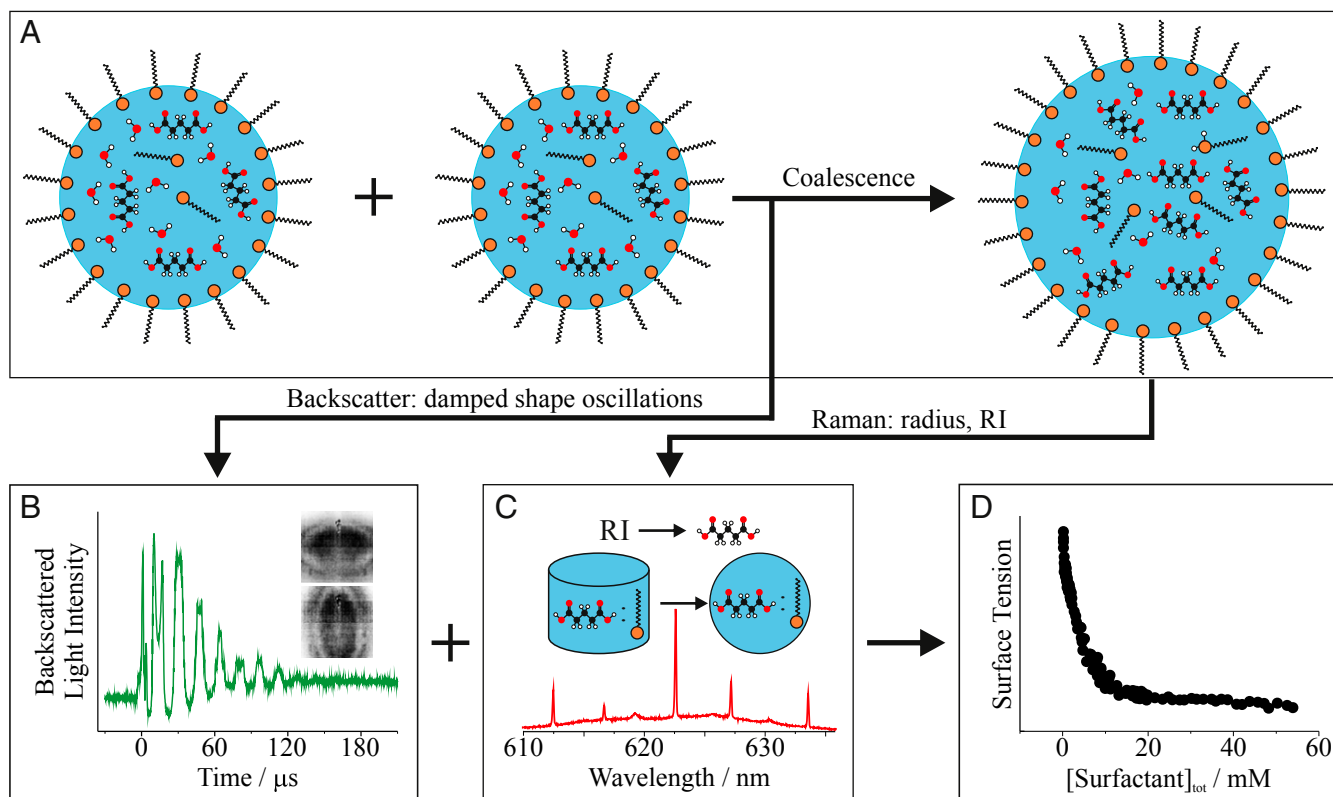 A
+
Coalescence
Backscatter: damped shape oscillations
Raman: radius, RI
B
Backscattered
Light Intensity
0
60
120
180
Time / μs
+
C
RI
610
620
630
Wavelength / nm
D
Surface Tension
0
20
40
60
[Surfactant]tot / mM